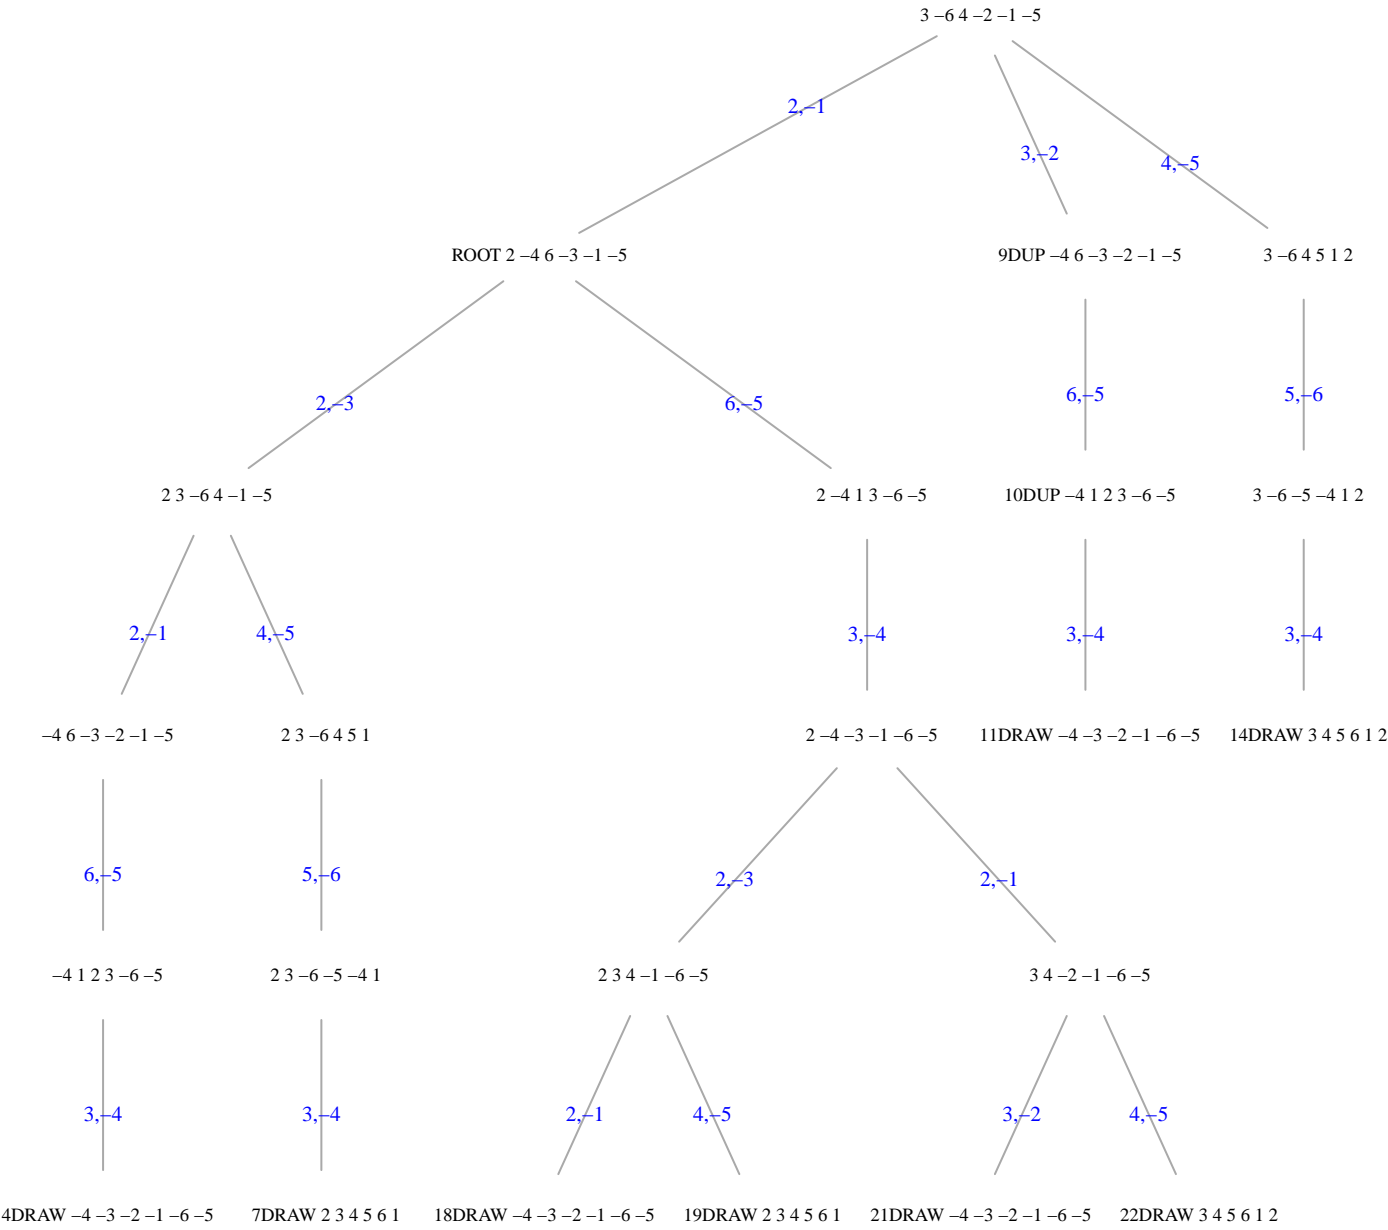 3 –6 4 –2 –1 –5
2,–1
3,–2
4,–5
ROOT 2 –4 6 –3 –1 –5
9DUP –4 6 –3 –2 –1 –5
3 –6 4 5 1 2
2,–3
6,–5
6,–5
5,–6
2 3 –6 4 –1 –5
2 –4 1 3 –6 –5
10DUP –4 1 2 3 –6 –5
3 –6 –5 –4 1 2
2,–1
4,–5
3,–4
3,–4
3,–4
–4 6 –3 –2 –1 –5
2 3 –6 4 5 1
2 –4 –3 –1 –6 –5
11DRAW –4 –3 –2 –1 –6 –5
14DRAW 3 4 5 6 1 2
6,–5
5,–6
2,–3
2,–1
–4 1 2 3 –6 –5
2 3 –6 –5 –4 1
2 3 4 –1 –6 –5
3 4 –2 –1 –6 –5
3,–4
3,–4
2,–1
4,–5
3,–2
4,–5
4DRAW –4 –3 –2 –1 –6 –5
7DRAW 2 3 4 5 6 1
18DRAW –4 –3 –2 –1 –6 –5
19DRAW 2 3 4 5 6 1
21DRAW –4 –3 –2 –1 –6 –5
22DRAW 3 4 5 6 1 2